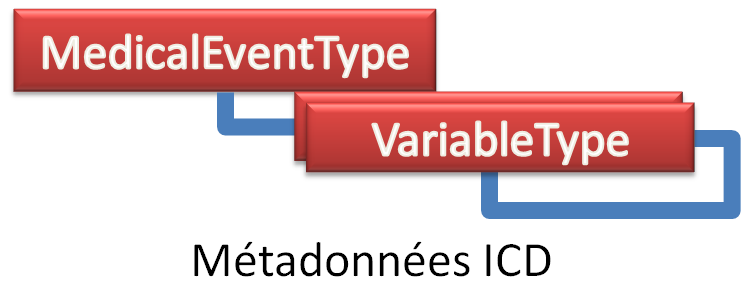 MedicalEventType
VariableType
Métadonnées ICD